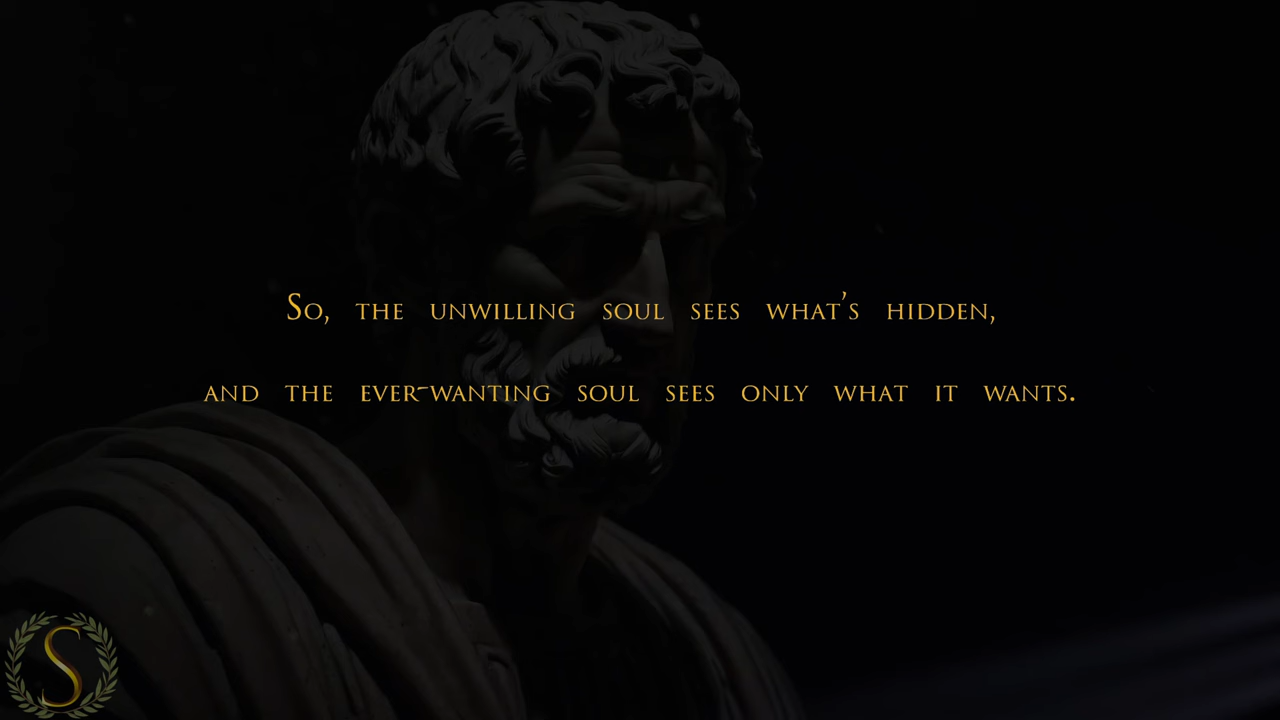 So, the unwilling soul sees what's hidden,
and the ever-wanting soul sees only what it wants.
S